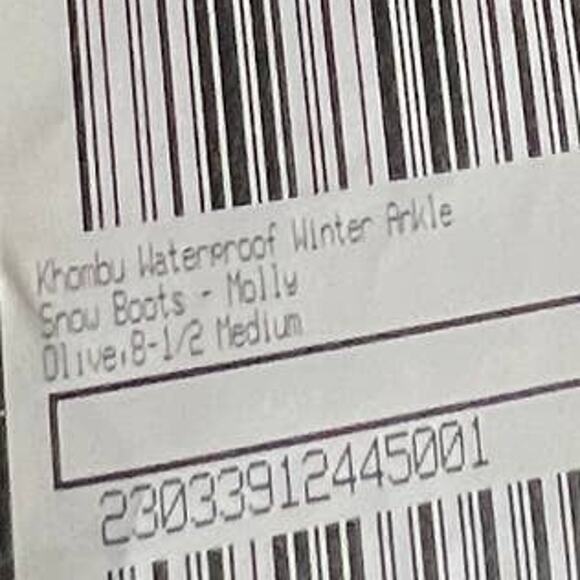 Khombu Waterproof Winter Ankle
Snow Boots - Molly
Olive,8-1/2 Medium
23033912445001